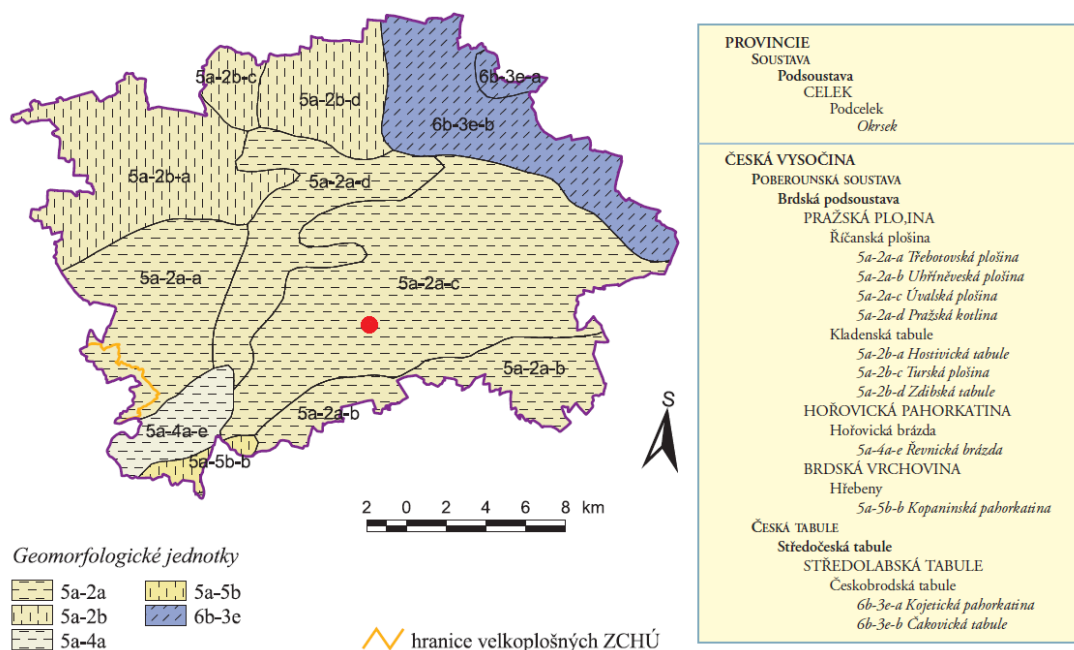 5a-2b-c
6b-3e-a
5a-2b-d
6b-3e-b
5a-2b-a
5a-2a-d
5a-2a-a
5a-2a-c
5a-2a-b
5a-2a-b
5a-4a-e
5a-5b-b
S
2 0 2 4 6 8 km
Geomorfologické jednotky
5a-2a
5a-5b
5a-2b
6b-3e
5a-4a
hranice velkoplošných ZCHÚ
PROVINCIE
SOUSTAVA
Podsoustava
CELEK
Podcelek
Okrsek
ČESKÁ VYSOČINA
POBEROUNSKÁ SOUSTAVA
Brdská podsoustava
PRAŽSKÁ PLO,INA
Říčanská plošina
5a-2a-a Třebotovská plošina
5a-2a-b Uhříněveská plošina
5a-2a-c Úvalská plošina
5a-2a-d Pražská kotlina
Kladenská tabule
5a-2b-a Hostivická tabule
5a-2b-c Turská plošina
5a-2b-d Zdibská tabule
HOŘOVICKÁ PAHORKATINA
Hořovická brázda
5a-4a-e Řevnická brázda
BRDSKÁ VRCHOVINA
Hřebeny
5a-5b-b Kopaninská pahorkatina
ČESKÁ TABULE
Středočeská tabule
STŘEDOLABSKÁ TABULE
Českobrodská tabule
6b-3e-a Kojetická pahorkatina
6b-3e-b Čakovická tabule